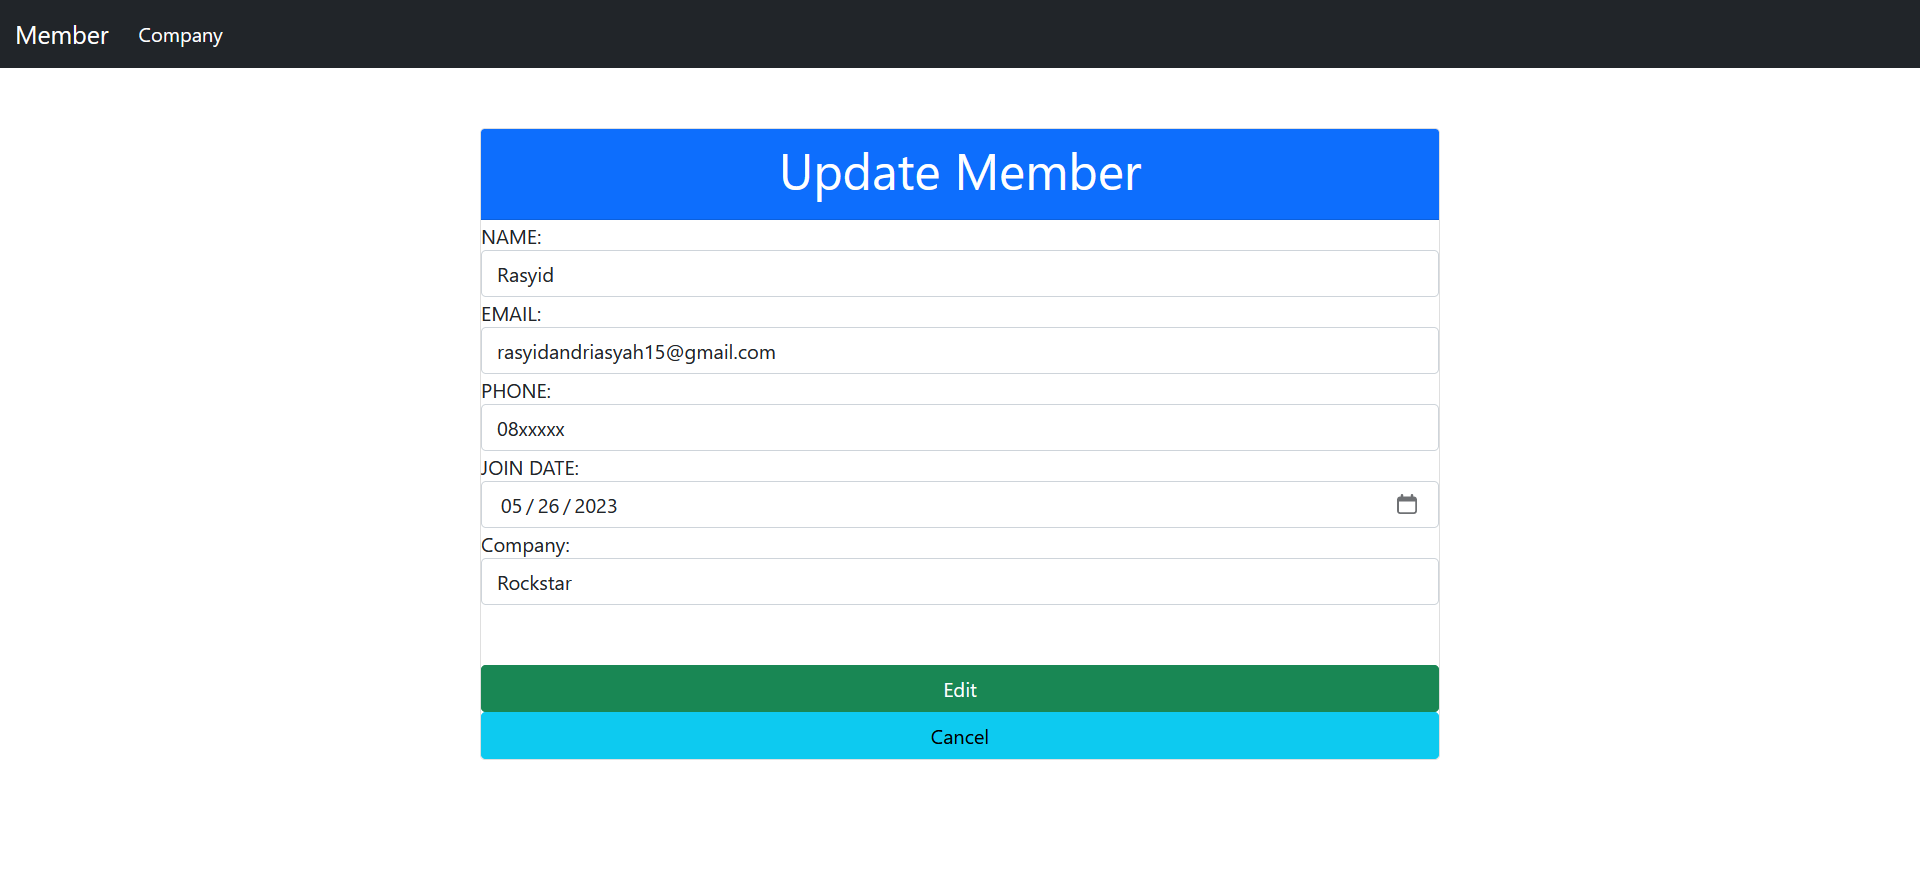 Member Company
Update Member
NAME:
Rasyid
EMAIL:
rasyidandriasyah15@gmail.com
PHONE:
08xxxxx
JOIN DATE:
05/26/2023
Company:
Rockstar
Edit
Cancel